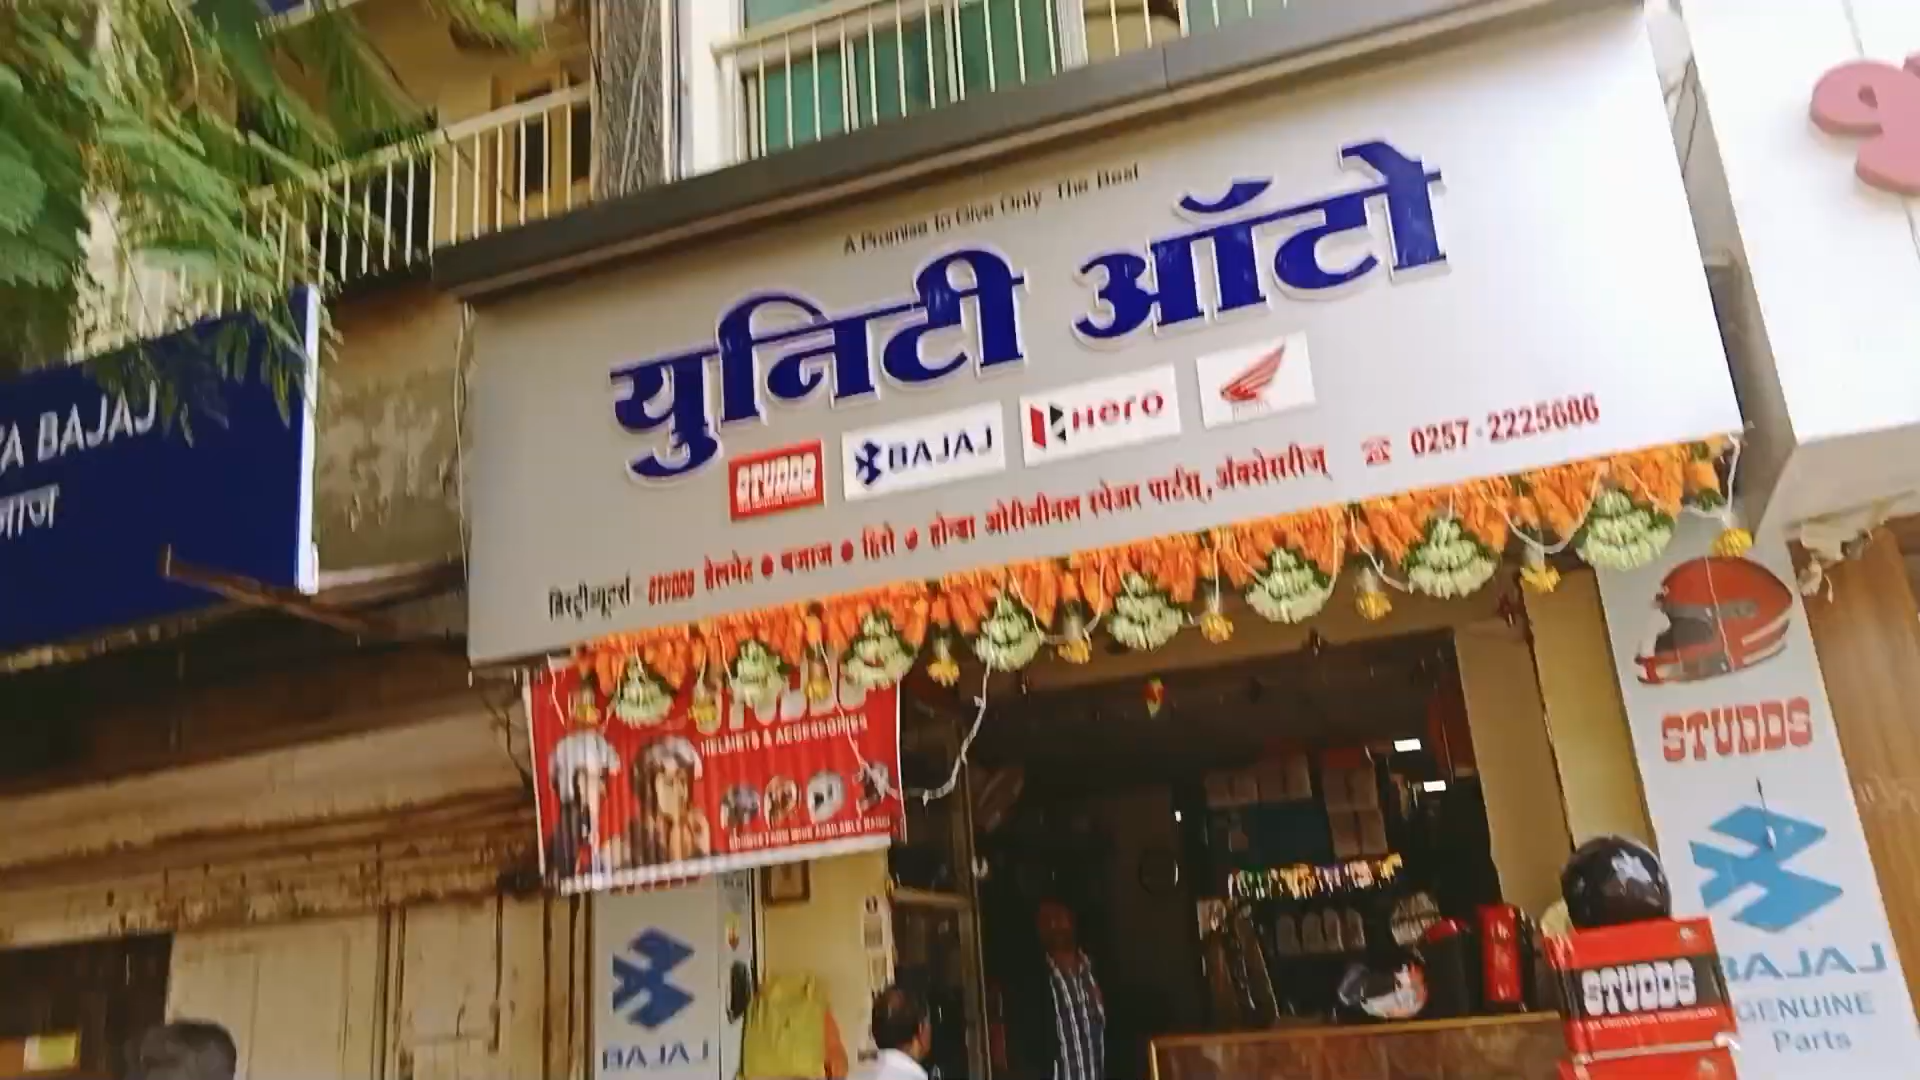 A Promise To Give Only The Best
युनिटी ऑटो
STUDDS
BAJAJ
Hero
0257-2225686
डिस्ट्रीब्यूटर्स - STUDDS हेलमेट ● बजाज ● हिरो ● होन्डा ओरीजीनल स्पेअर पार्टस्, ॲक्सेसरीज्
YA BAJAJ
STUDDS
HELMETS & ACCESSORIES
BAJAJ
STUDDS
BAJAJ
GENUINE
Parts
STUDDS